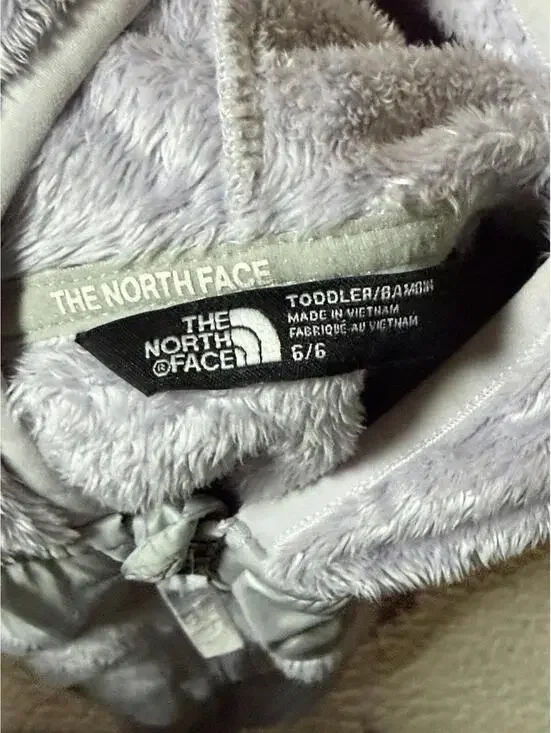 THE NORTH FACE
THE
NORTH
®FACE
TODDLER/BAMBIN
MADE IN VIETNAM
FABRIQUÉ AU VIETNAM
6/6